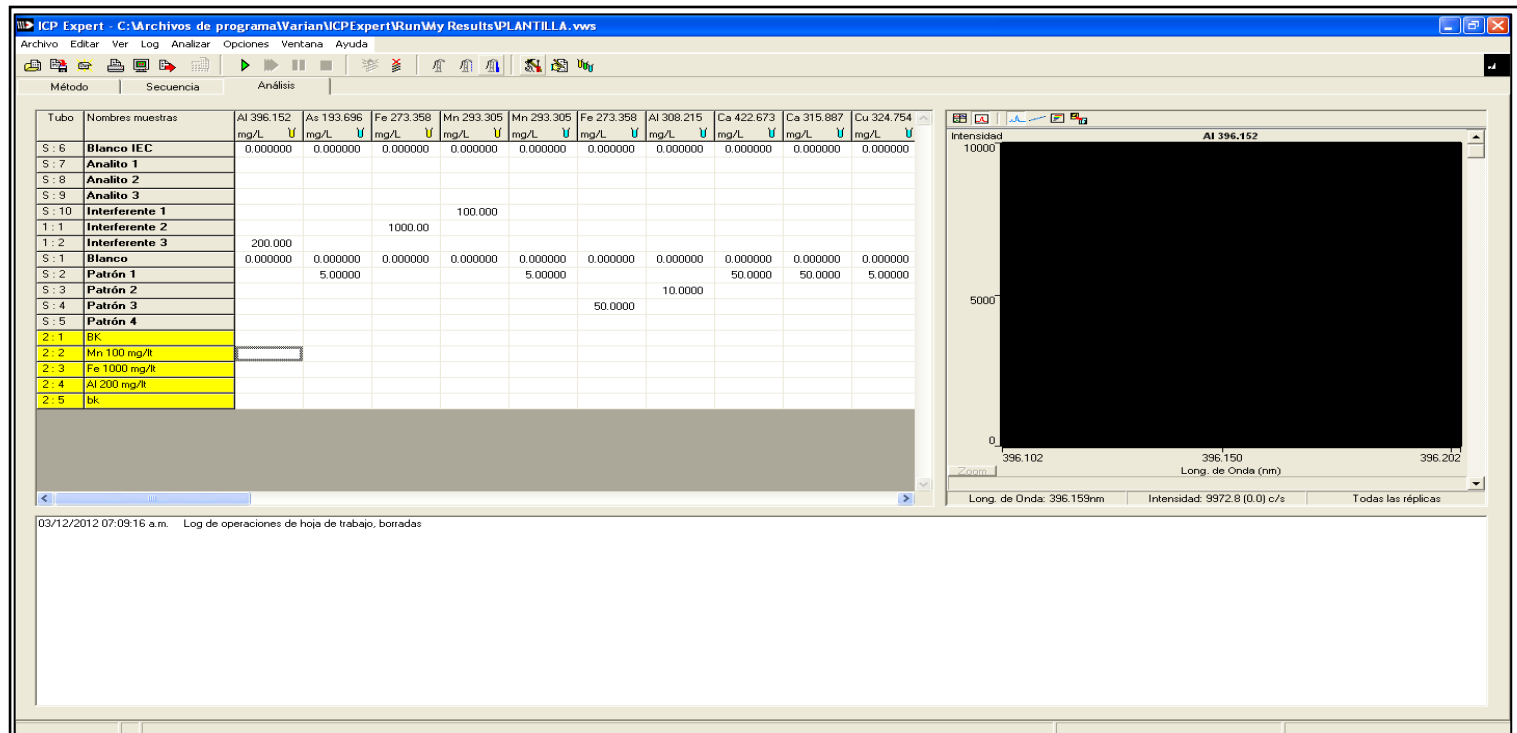 ICP Expert - C:\Archivos de programa\Varian\ICPExpert\Run\My Results\PLANTILLA.vws
Archivo Editar Ver Log Analizar Opciones Ventana Ayuda
Método Secuencia Análisis
Tubo Nombres muestras Al 396.152 As 193.696 Fe 273.358 Mn 293.305 Mn 293.305 Fe 273.358 Al 308.215 Ca 422.673 Ca 315.887 Cu 324.754
mg/L mg/L mg/L mg/L mg/L mg/L mg/L mg/L mg/L mg/L
S : 6 Blanco IEC 0.000000 0.000000 0.000000 0.000000 0.000000 0.000000 0.000000 0.000000 0.000000 0.000000
S : 7 Analito 1
S : 8 Analito 2
S : 9 Analito 3
S : 10 Interferente 1 100.000
1 : 1 Interferente 2 1000.00
1 : 2 Interferente 3 200.000
S : 1 Blanco 0.000000 0.000000 0.000000 0.000000 0.000000 0.000000 0.000000 0.000000 0.000000 0.000000
S : 2 Patrón 1 5.00000 5.00000 50.0000 50.0000 5.00000
S : 3 Patrón 2 10.0000
S : 4 Patrón 3 50.0000
S : 5 Patrón 4
2 : 1 BK
2 : 2 Mn 100 mg/lt
2 : 3 Fe 1000 mg/lt
2 : 4 Al 200 mg/lt
2 : 5 bk
Intensidad Al 396.152
10000
5000
0
396.102 396.150 396.202
Zoom Long. de Onda (nm)
Long. de Onda: 396.159nm Intensidad: 9972.8 (0.0) c/s Todas las réplicas
03/12/2012 07:09:16 a.m. Log de operaciones de hoja de trabajo, borradas